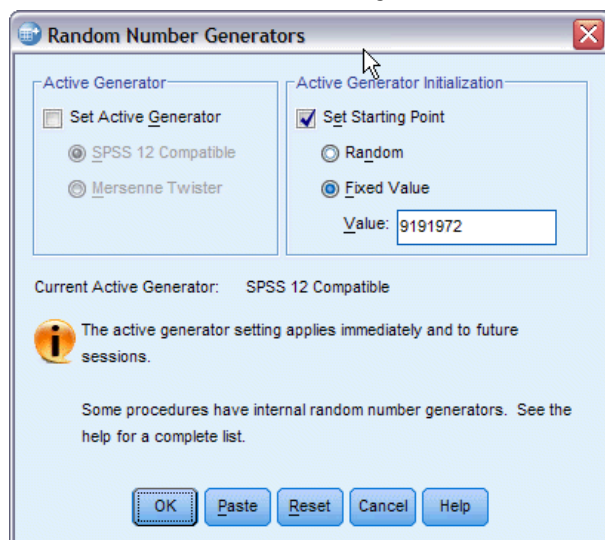 Random Number Generators
Active Generator
Set Active Generator
SPSS 12 Compatible
Mersenne Twister
Active Generator Initialization
Set Starting Point
Random
Fixed Value
Value: 9191972
Current Active Generator: SPSS 12 Compatible
The active generator setting applies immediately and to future
sessions.
Some procedures have internal random number generators. See the
help for a complete list.
OK Paste Reset Cancel Help